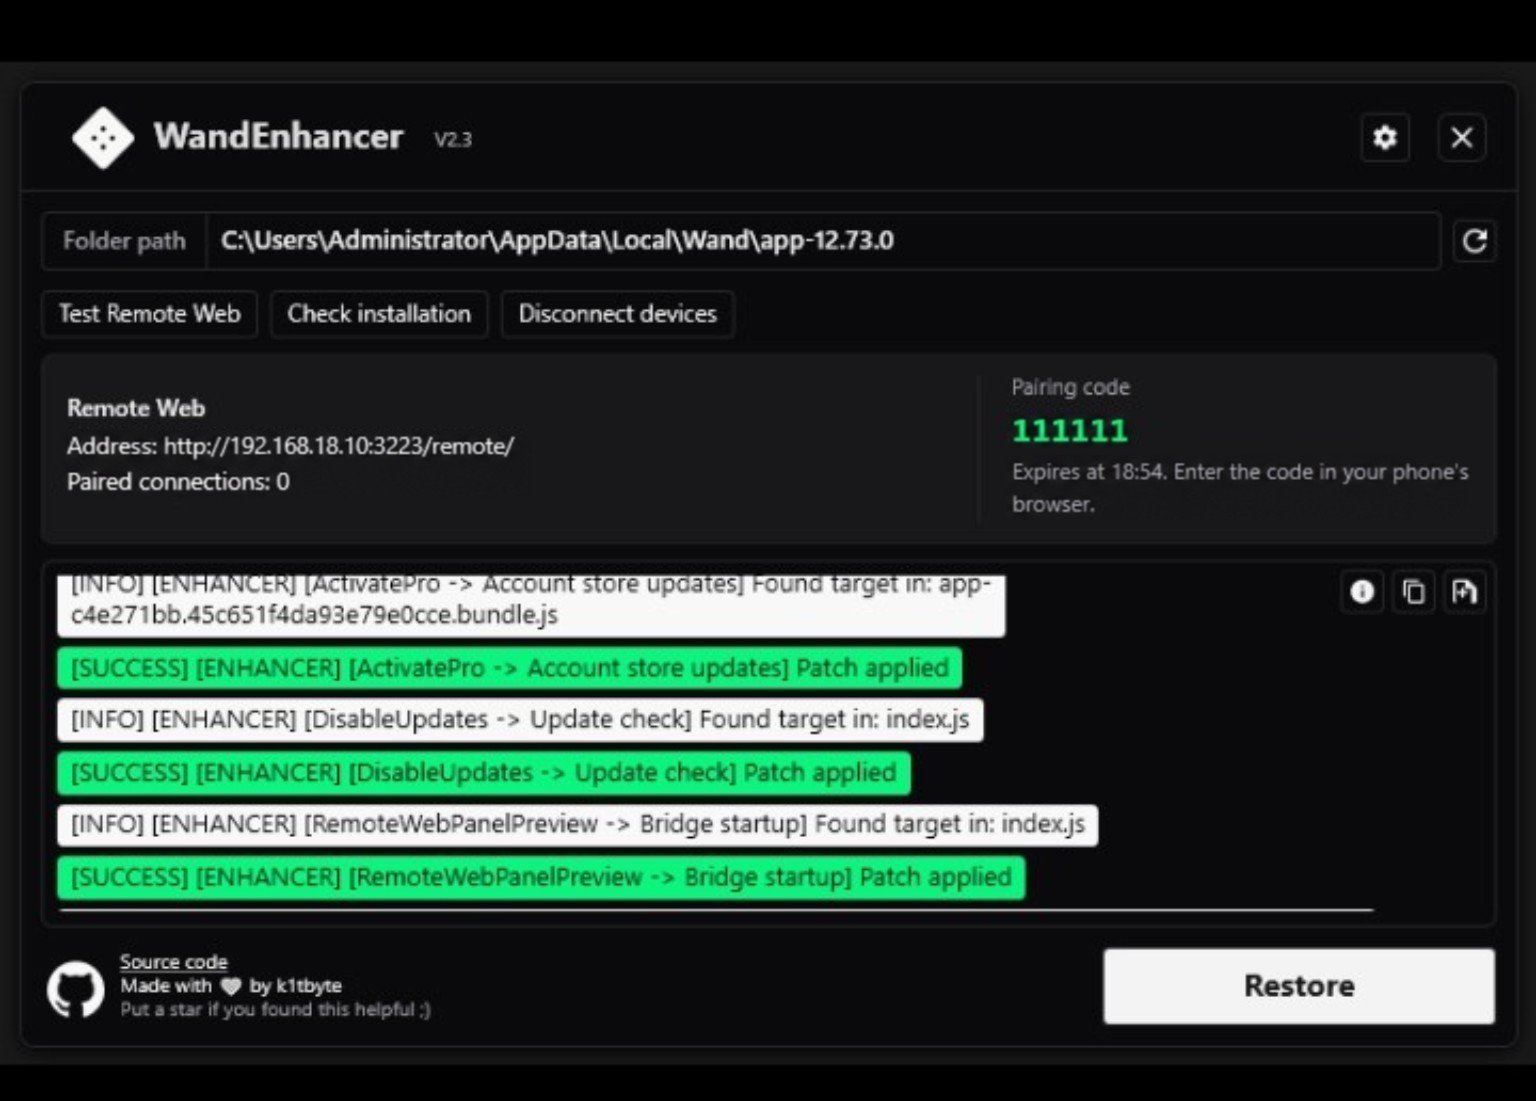 WandEnhancer V2.3
Folder path C:\Users\Administrator\AppData\Local\Wand\app-12.73.0
Test Remote Web Check installation Disconnect devices
Remote Web
Address: http://192.168.18.10:3223/remote/
Paired connections: 0
Pairing code
111111
Expires at 18:54. Enter the code in your phone's
browser.
[INFO] [ENHANCER] [ActivatePro -> Account store updates] Found target in: app-
c4e271bb.45c651f4da93e79e0cce.bundle.js
[SUCCESS] [ENHANCER] [ActivatePro -> Account store updates] Patch applied
[INFO] [ENHANCER] [DisableUpdates -> Update check] Found target in: index.js
[SUCCESS] [ENHANCER] [DisableUpdates -> Update check] Patch applied
[INFO] [ENHANCER] [RemoteWebPanelPreview -> Bridge startup] Found target in: index.js
[SUCCESS] [ENHANCER] [RemoteWebPanelPreview -> Bridge startup] Patch applied
Source code
Made with 🤍 by k1tbyte
Put a star if you found this helpful ;)
Restore